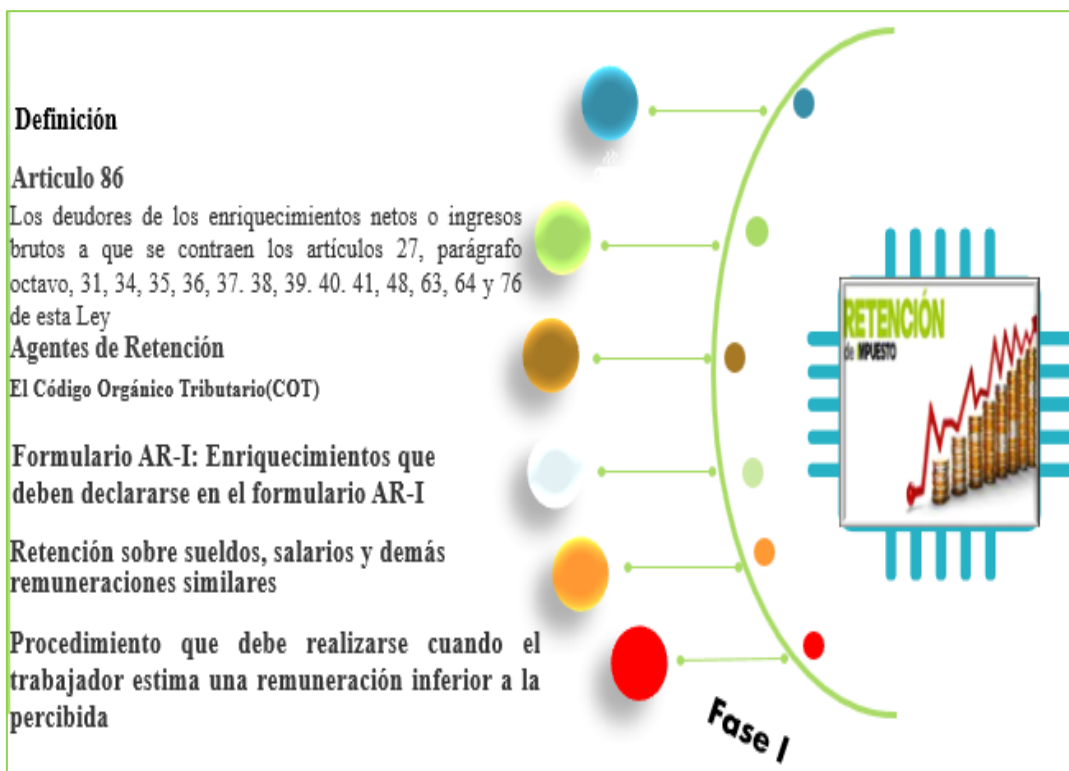 Definición
Articulo 86
Los deudores de los enriquecimientos netos o ingresos
brutos a que se contraen los artículos 27, parágrafo
octavo, 31, 34, 35, 36, 37. 38, 39. 40. 41, 48, 63, 64 y 76
de esta Ley
Agentes de Retención
El Código Orgánico Tributario(COT)
Formulario AR-I: Enriquecimientos que
deben declararse en el formulario AR-I
Retención sobre sueldos, salarios y demás
remuneraciones similares
Procedimiento que debe realizarse cuando el
trabajador estima una remuneración inferior a la
percibida
Fase I
RETENCIÓN
de IMPUESTO